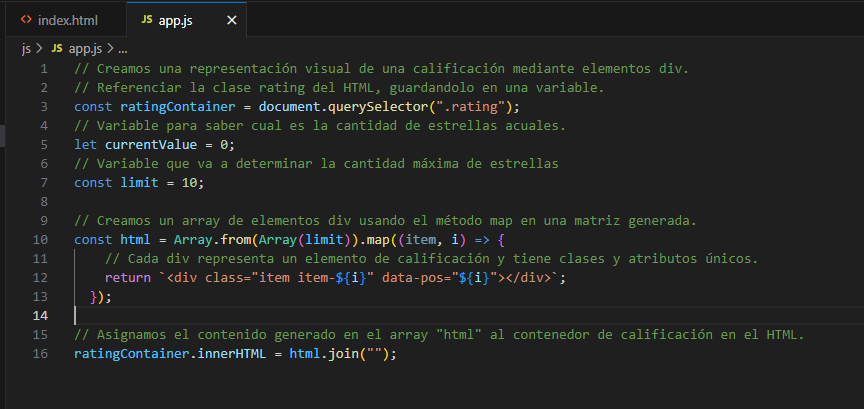 <> index.html
JS app.js ×
js > JS app.js > ...
1 // Creamos una representación visual de una calificación mediante elementos div.
2 // Referenciar la clase rating del HTML, guardandolo en una variable.
3 const ratingContainer = document.querySelector(".rating");
4 // Variable para saber cual es la cantidad de estrellas acuales.
5 let currentValue = 0;
6 // Variable que va a determinar la cantidad máxima de estrellas
7 const limit = 10;
8
9 // Creamos un array de elementos div usando el método map en una matriz generada.
10 const html = Array.from(Array(limit)).map((item, i) => {
11     // Cada div representa un elemento de calificación y tiene clases y atributos únicos.
12     return `<div class="item item-${i}" data-pos="${i}"></div>`;
13   });
14
15 // Asignamos el contenido generado en el array "html" al contenedor de calificación en el HTML.
16 ratingContainer.innerHTML = html.join("");